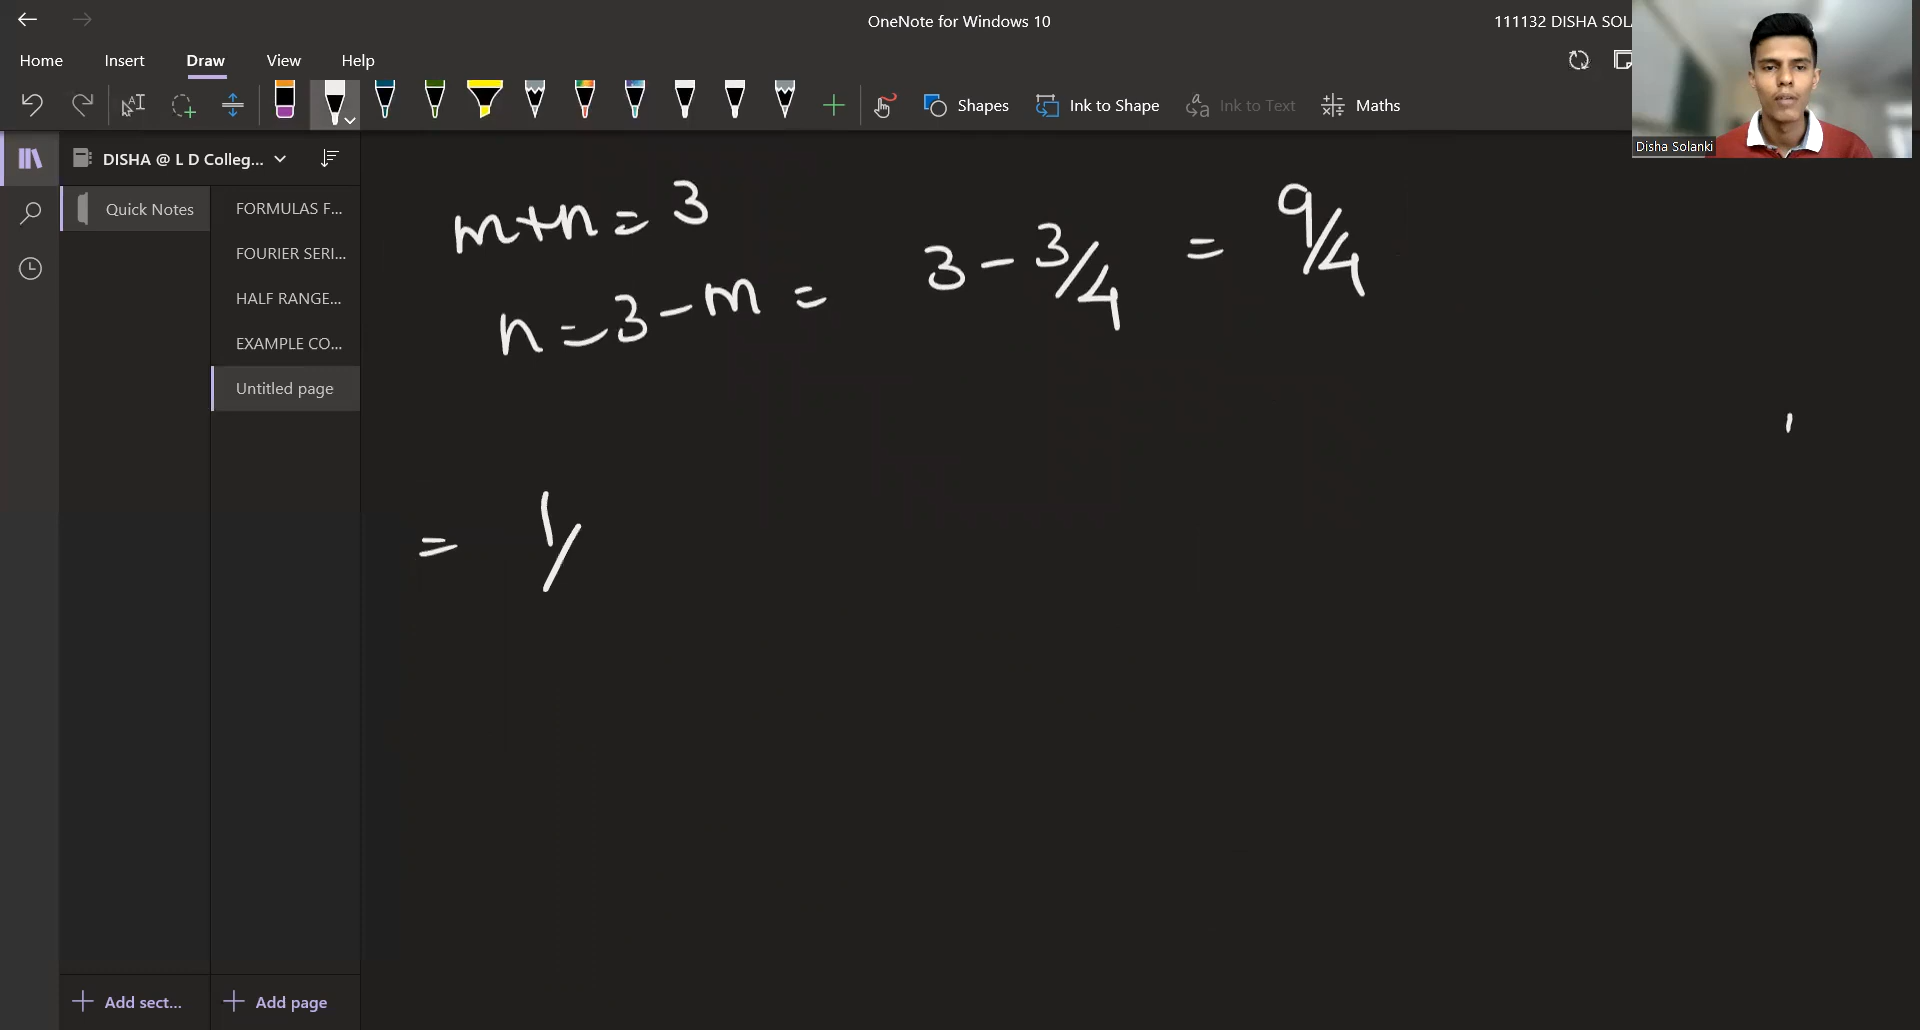 OneNote for Windows 10
111132 DISHA SOLA
Home Insert Draw View Help
Shapes Ink to Shape Ink to Text Maths
Disha Solanki
DISHA @ L D Colleg...
Quick Notes
FORMULAS F...
FOURIER SERI...
HALF RANGE...
EXAMPLE CO...
Untitled page
m+n = 3
n = 3 - m = 3 - 3/4 = 9/4
= 1/
Add sect...
Add page